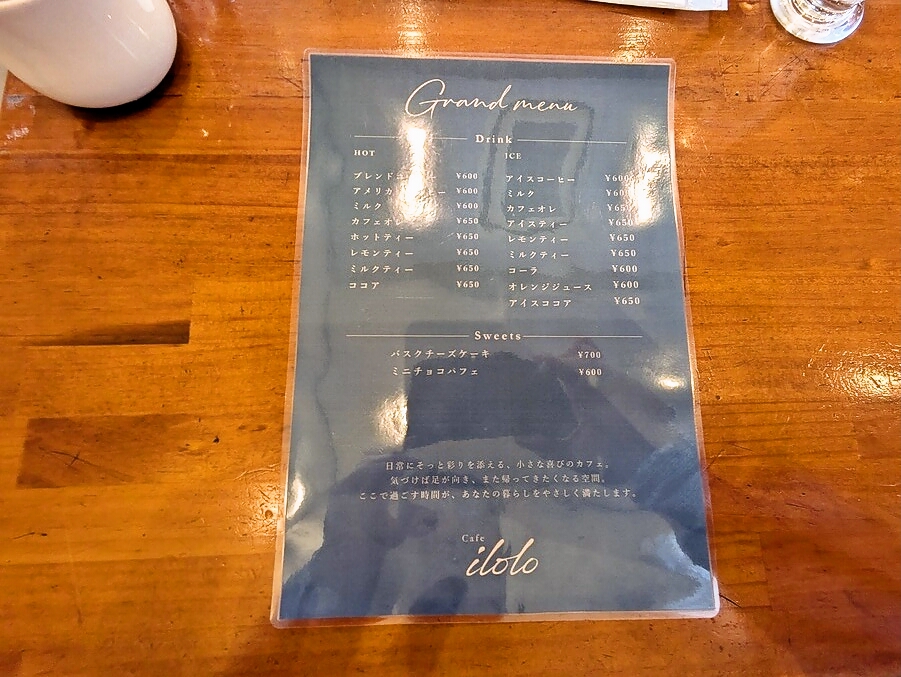 Grand menu
Drink
HOT
ブレンドコ ¥600
アメリカ ー ¥600
ミルク ¥600
カフェオ ¥650
ホットティー ¥650
レモンティー ¥650
ミルクティー ¥650
ココア ¥650
ICE
アイスコーヒー ¥600
ミルク ¥600
カフェオレ ¥650
アイスティー ¥650
レモンティー ¥650
ミルクティー ¥650
コーラ ¥600
オレンジジュース ¥600
アイスココア ¥650
Sweets
バスクチーズケーキ ¥700
ミニチョコパフェ ¥600
日常にそっと彩りを添える、小さな喜びのカフェ。
気づけば足が向き、また帰ってきたくなる空間。
ここで過ごす時間が、あなたの暮らしをやさしく満たします。
Cafe
ilolo